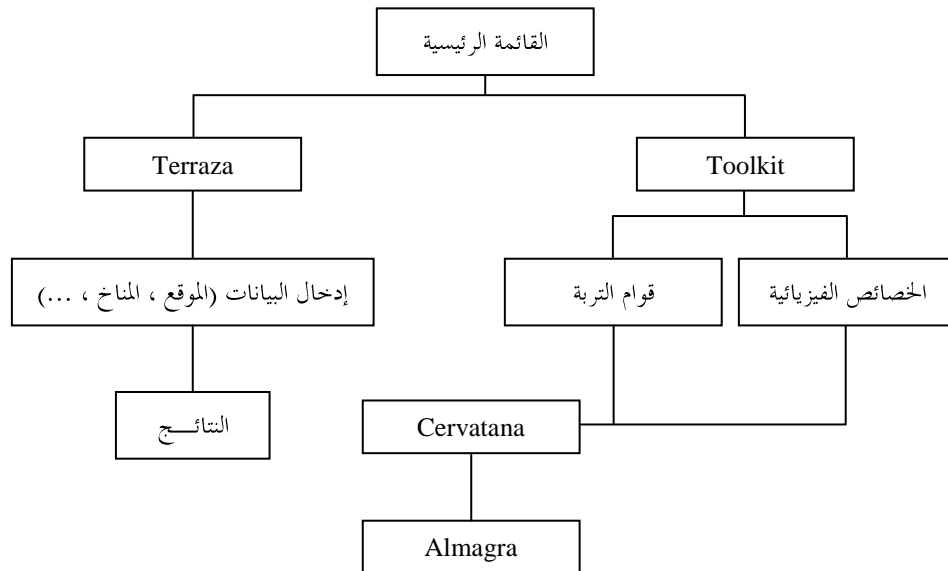 القائمة الرئيسية
Terraza
Toolkit
إدخال البيانات (الموقع ، المناخ ، ...)
قوام التربة
الخصائص الفيزيائية
النتائـــج
Cervatana
Almagra